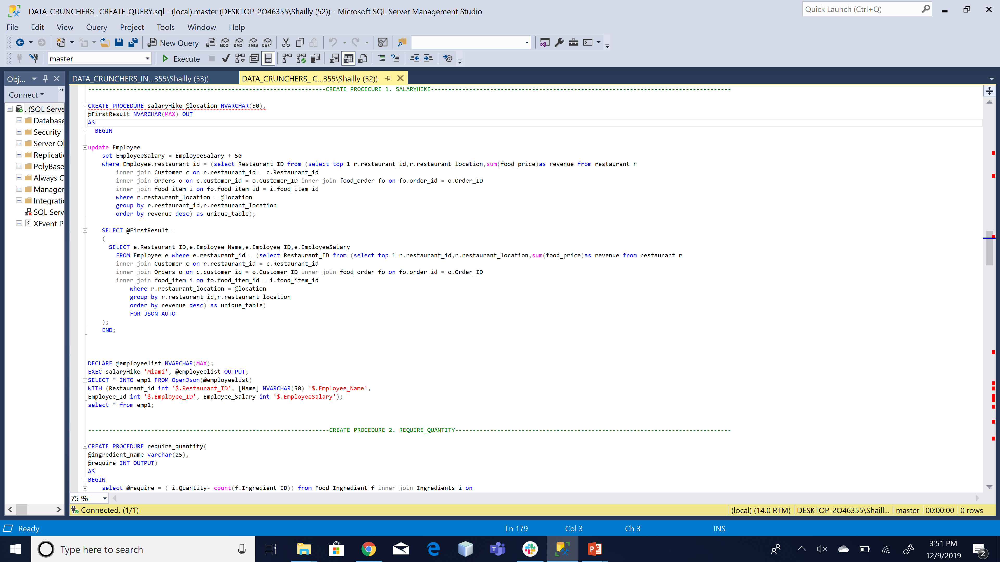 DATA_CRUNCHERS_ CREATE_QUERY.sql - (local).master (DESKTOP-2O46355\Shailly (52)) - Microsoft SQL Server Management Studio
Quick Launch (Ctrl+Q)
File Edit View Query Project Tools Window Help
New Query MDX DMX XMLA DAX
master Execute
Obj...
DATA_CRUNCHERS_IN...355\Shailly (53))
DATA_CRUNCHERS_ C...355\Shailly (52))
Connect
. (SQL Serve
Database
Security
Server Ol
Replicatio
PolyBase
Always O
Manager
Integratio
SQL Serv
XEvent P
--------------------------------------------------------------------CREATE PROCECURE 1. SALARYHIKE--------------------------------------------------------------------------------------
CREATE PROCEDURE salaryHike @location NVARCHAR(50),
@FirstResult NVARCHAR(MAX) OUT
AS
BEGIN
update Employee
set EmployeeSalary = EmployeeSalary + 50
where Employee.restaurant_id = (select Restaurant_ID from (select top 1 r.restaurant_id,r.restaurant_location,sum(food_price)as revenue from restaurant r
inner join Customer c on r.restaurant_id = c.Restaurant_id
inner join Orders o on c.customer_id = o.Customer_ID inner join food_order fo on fo.order_id = o.Order_ID
inner join food_item i on fo.food_item_id = i.food_item_id
where r.restaurant_location = @location
group by r.restaurant_id,r.restaurant_location
order by revenue desc) as unique_table);
SELECT @FirstResult =
(
SELECT e.Restaurant_ID,e.Employee_Name,e.Employee_ID,e.EmployeeSalary
FROM Employee e where e.restaurant_id = (select Restaurant_ID from (select top 1 r.restaurant_id,r.restaurant_location,sum(food_price)as revenue from restaurant r
inner join Customer c on r.restaurant_id = c.Restaurant_id
inner join Orders o on c.customer_id = o.Customer_ID inner join food_order fo on fo.order_id = o.Order_ID
inner join food_item i on fo.food_item_id = i.food_item_id
where r.restaurant_location = @location
group by r.restaurant_id,r.restaurant_location
order by revenue desc) as unique_table)
FOR JSON AUTO
);
END;
DECLARE @employeelist NVARCHAR(MAX);
EXEC salaryHike 'Miami', @employeelist OUTPUT;
SELECT * INTO emp1 FROM OpenJson(@employeelist)
WITH (Restaurant_id int '$.Restaurant_ID', [Name] NVARCHAR(50) '$.Employee_Name',
Employee_Id int '$.Employee_ID', Employee_Salary int '$.EmployeeSalary');
select * from emp1;
---------------------------------------------------------------------CREATE PROCEDURE 2. REQUIRE_QUANTITY-------------------------------------------------------------------------------
CREATE PROCEDURE require_quantity(
@ingredient_name varchar(25),
@require INT OUTPUT)
AS
BEGIN
select @require = ( i.Quantity- count(f.Ingredient_ID)) from Food_Ingredient f inner join Ingredients i on
75 %
Connected. (1/1) (local) (14.0 RTM) DESKTOP-2O46355\Shaill... master 00:00:00 0 rows
Ready Ln 179 Col 3 Ch 3 INS
Type here to search
3:51 PM
12/9/2019
2